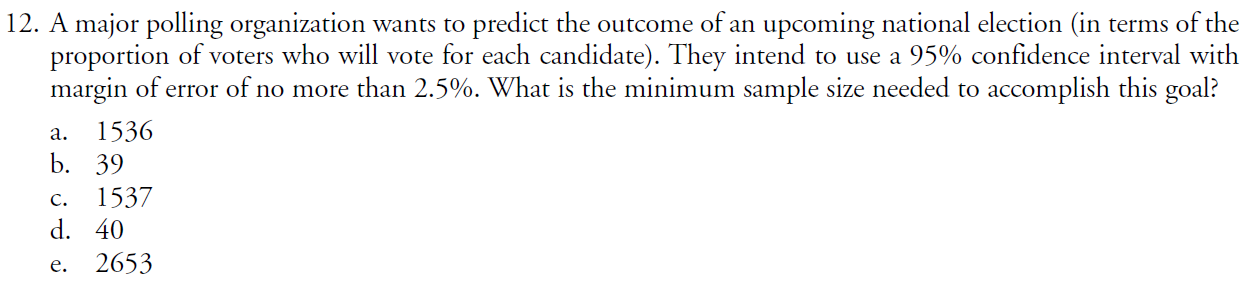 12. A major polling organization wants to predict the outcome of an upcoming national election (in terms of the
proportion of voters who will vote for each candidate). They intend to use a 95% confidence interval with
margin of error of no more than 2.5%. What is the minimum sample size needed to accomplish this goal?
a. 1536
b. 39
c. 1537
d. 40
e. 2653